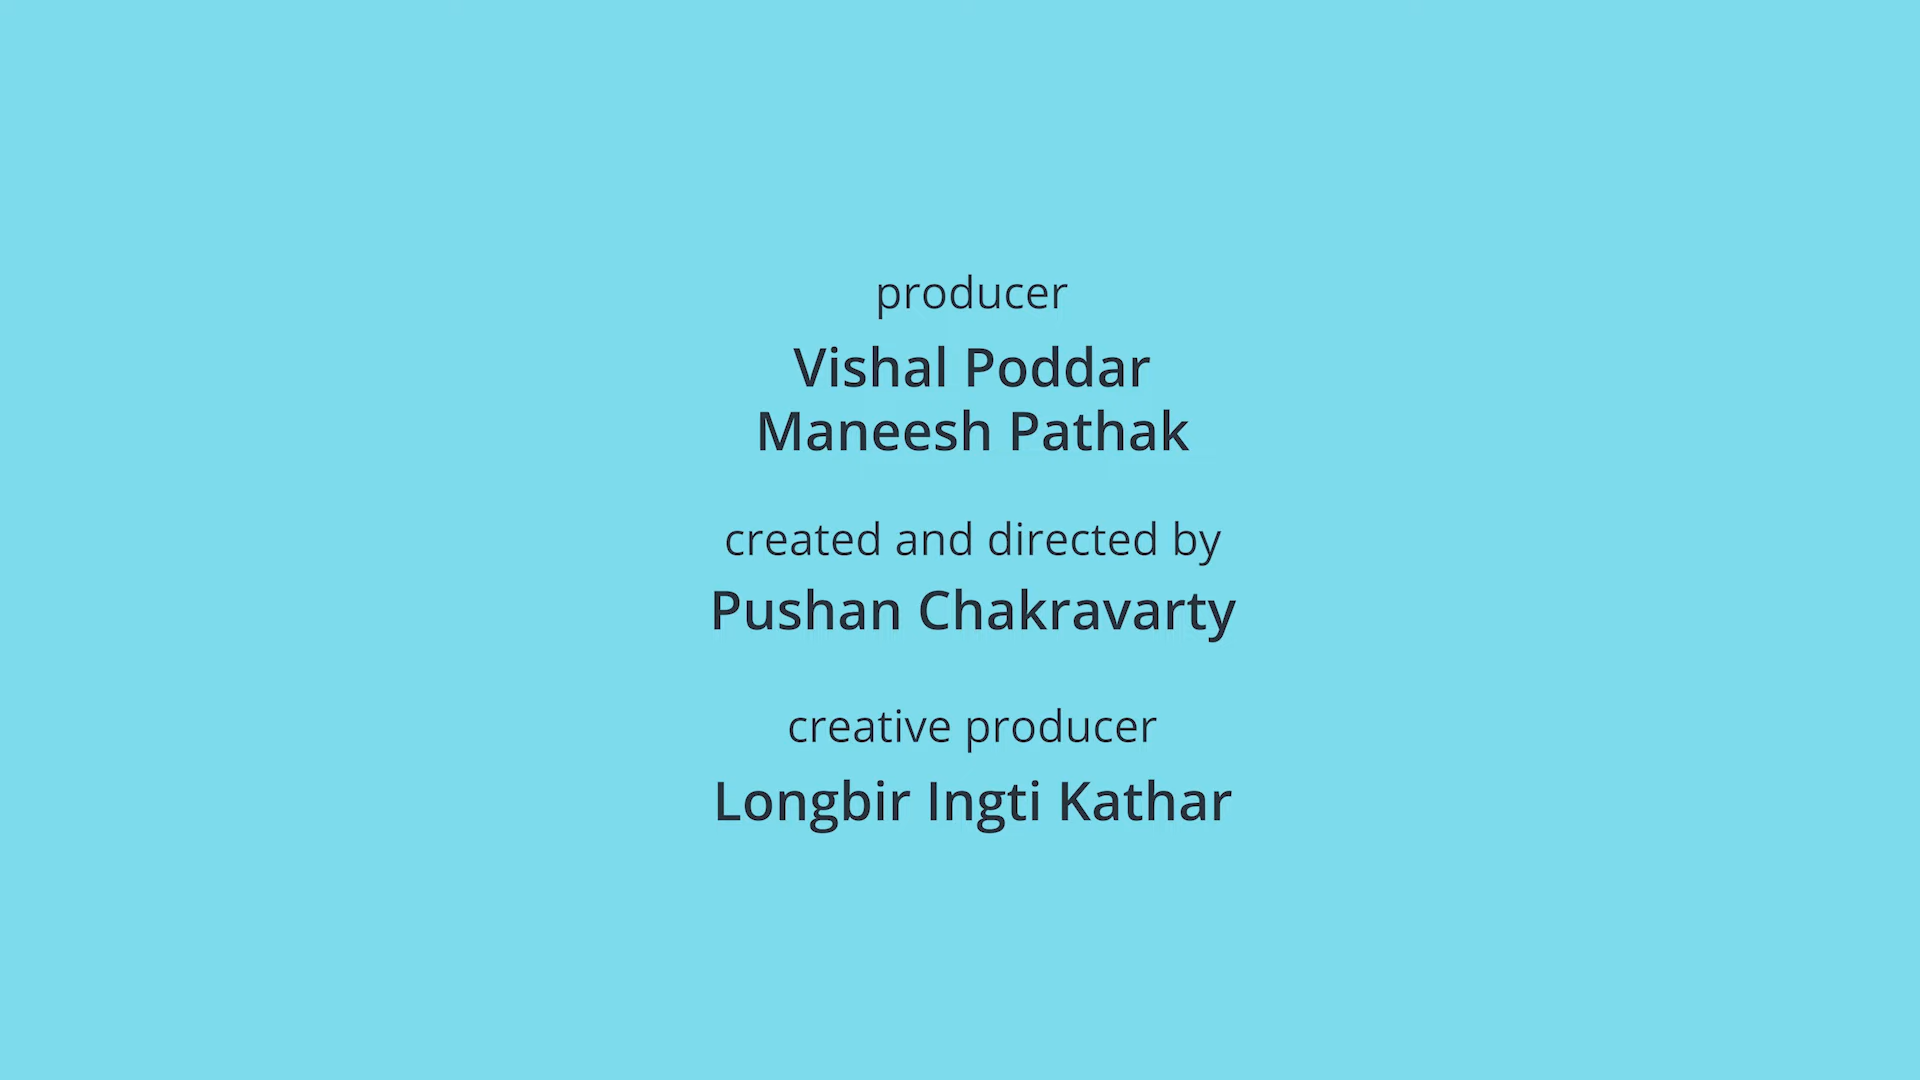 producer
Vishal Poddar
Maneesh Pathak
created and directed by
Pushan Chakravarty
creative producer
Longbir Ingti Kathar